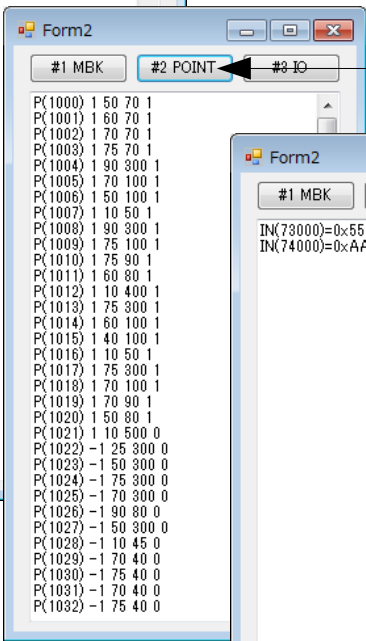 Form2
#1 MBK
#2 POINT
#3 IO
P(1000) 1 50 70 1
P(1001) 1 60 70 1
P(1002) 1 70 70 1
P(1003) 1 75 70 1
P(1004) 1 90 300 1
P(1005) 1 70 100 1
P(1006) 1 50 100 1
P(1007) 1 10 50 1
P(1008) 1 90 300 1
P(1009) 1 75 100 1
P(1010) 1 75 90 1
P(1011) 1 60 80 1
P(1012) 1 10 400 1
P(1013) 1 75 300 1
P(1014) 1 60 100 1
P(1015) 1 40 100 1
P(1016) 1 10 50 1
P(1017) 1 75 300 1
P(1018) 1 70 100 1
P(1019) 1 70 90 1
P(1020) 1 50 80 1
P(1021) 1 10 500 0
P(1022) -1 25 300 0
P(1023) -1 50 300 0
P(1024) -1 75 300 0
P(1025) -1 70 300 0
P(1026) -1 90 80 0
P(1027) -1 50 300 0
P(1028) -1 10 45 0
P(1029) -1 70 40 0
P(1030) -1 75 40 0
P(1031) -1 70 40 0
P(1032) -1 75 40 0
Form2
#1 MBK
IN(73000)=0x55
IN(74000)=0xAA